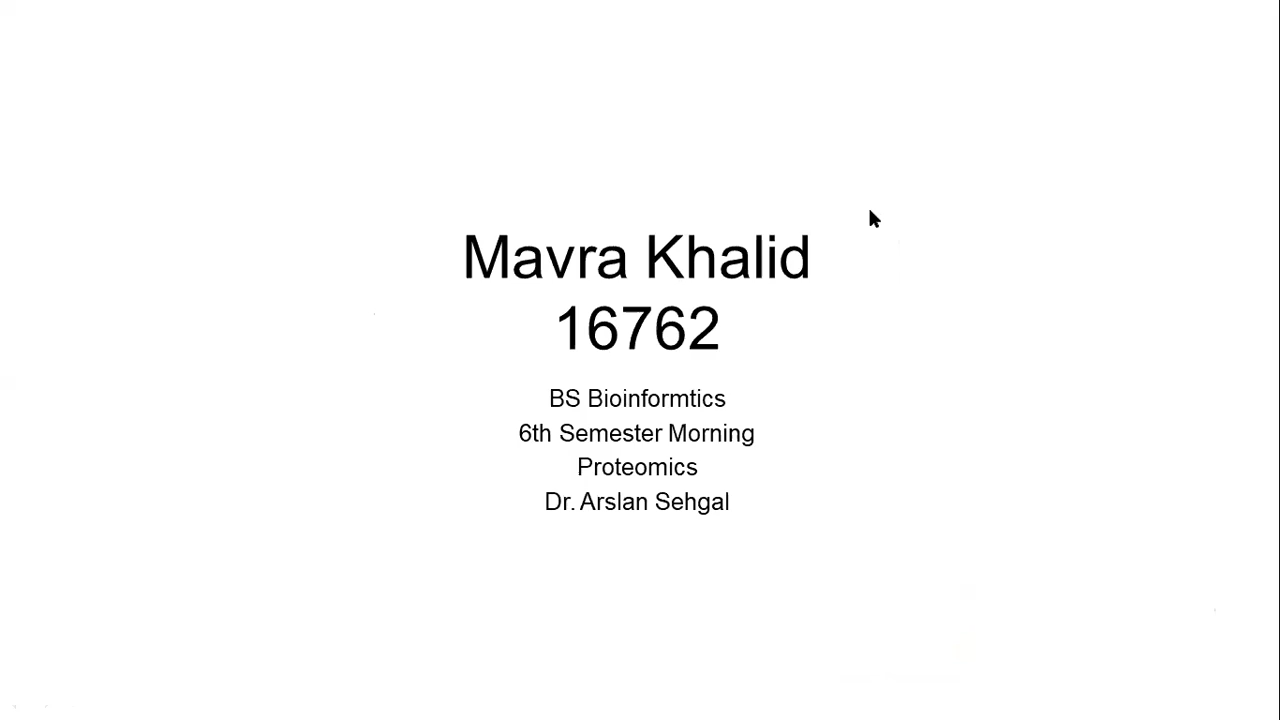 Mavra Khalid
16762
BS Bioinformtics
6th Semester Morning
Proteomics
Dr. Arslan Sehgal